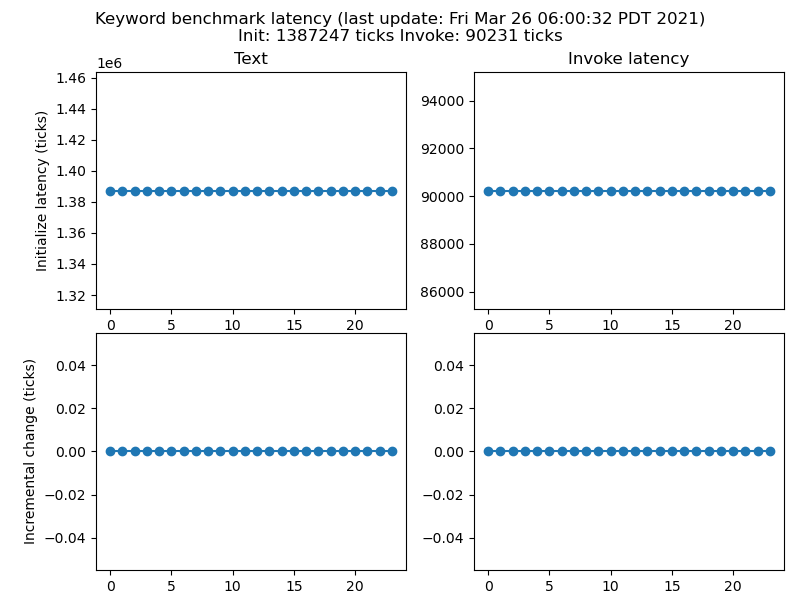 Keyword benchmark latency (last update: Fri Mar 26 06:00:32 PDT 2021)
Init: 1387247 ticks Invoke: 90231 ticks
Text
1e6
Initialize latency (ticks)
1.46
1.44
1.42
1.40
1.38
1.36
1.34
1.32
0 5 10 15 20
Invoke latency
94000
92000
90000
88000
86000
0 5 10 15 20
Incremental change (ticks)
0.04
0.02
0.00
−0.02
−0.04
0 5 10 15 20
0.04
0.02
0.00
−0.02
−0.04
0 5 10 15 20